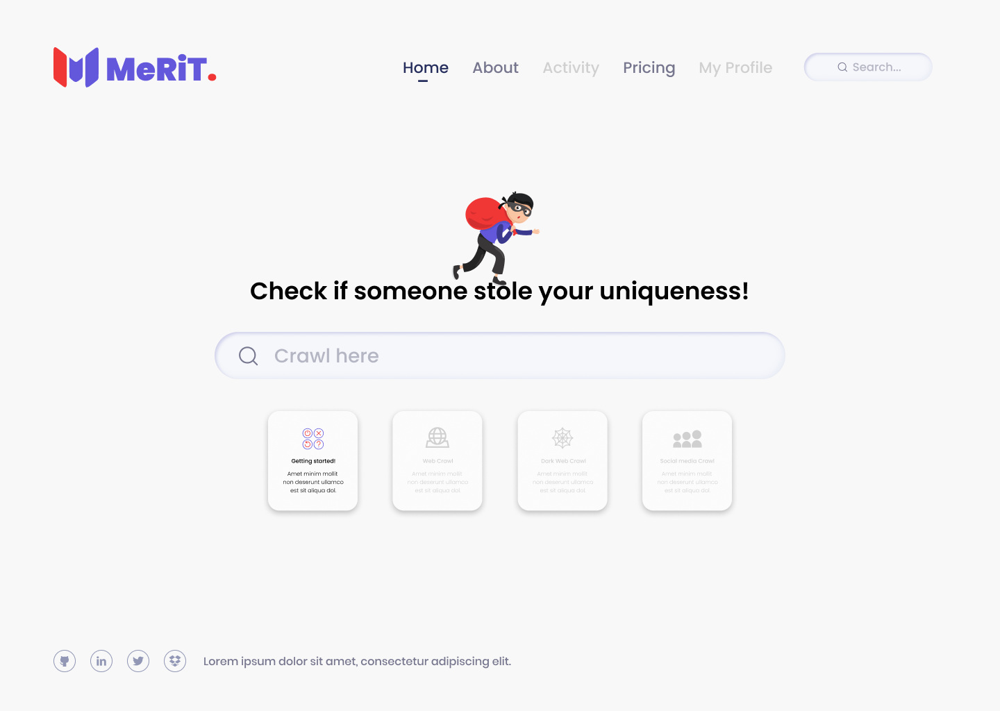 MeRiT.
Home About Activity Pricing My Profile Search...
Check if someone stole your uniqueness!
Crawl here
Getting started!
Amet minim mollit
non deserunt ullamco
est sit aliqua dol.
Web Crawl
Amet minim mollit
non deserunt ullamco
est sit aliqua dol.
Dark Web Crawl
Amet minim mollit
non deserunt ullamco
est sit aliqua dol.
Social media Crawl
Amet minim mollit
non deserunt ullamco
est sit aliqua dol.
in
Lorem ipsum dolor sit amet, consectetur adipiscing elit.